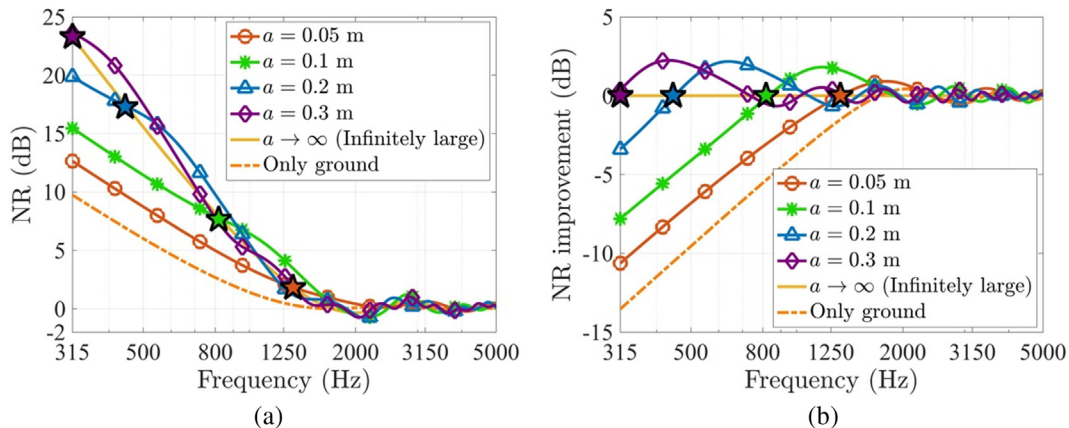 (a)
25
20
15
10
5
0
-2
NR (dB)
a = 0.05 m
a = 0.1 m
a = 0.2 m
a = 0.3 m
a → ∞ (Infinitely large)
Only ground
315 500 800 1250 2000 3150 5000
Frequency (Hz)
(a)
(b)
5
0
-5
-10
-15
NR improvement (dB)
a = 0.05 m
a = 0.1 m
a = 0.2 m
a = 0.3 m
a → ∞ (Infinitely large)
Only ground
315 500 800 1250 2000 3150 5000
Frequency (Hz)
(b)